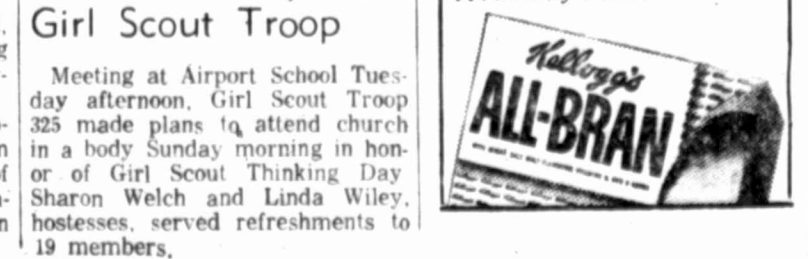 Girl Scout Troop
Meeting at Airport School Tues-
day afternoon, Girl Scout Troop
325 made plans to attend church
in a body Sunday morning in hon-
or of Girl Scout Thinking Day
Sharon Welch and Linda Wiley,
hostesses, served refreshments to
19 members.
Kellogg's
ALL-BRAN